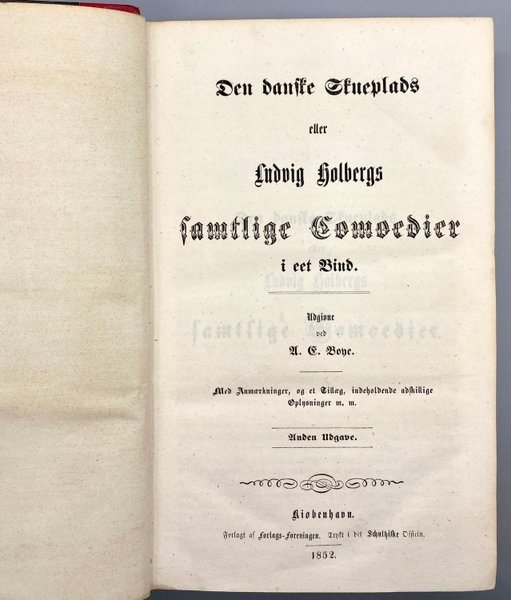 Den danske Skueplads
eller
Ludvig Holbergs
samtlige Comoedier
i eet Bind.
Udgivne
ved
A. E. Boye.
Med Anmærkninger, og et Tillæg, indeholdende adskillige
Oplysninger m. m.
Anden Udgave.
Kiøbenhavn.
Forlagt af Forlags-Foreningen. Trykt i det Schultziske Officin.
1852.